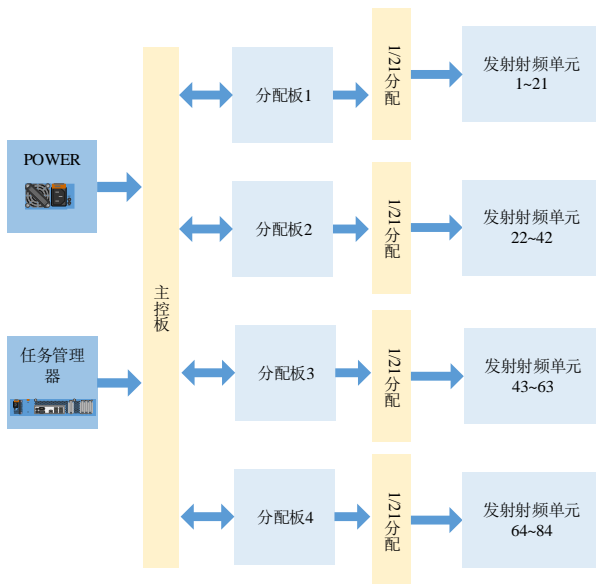 POWER
任务管理
器
主控板
分配板1
1/21分配
发射射频单元
1~21
分配板2
1/21分配
发射射频单元
22~42
分配板3
1/21分配
发射射频单元
43~63
分配板4
1/21分配
发射射频单元
64~84